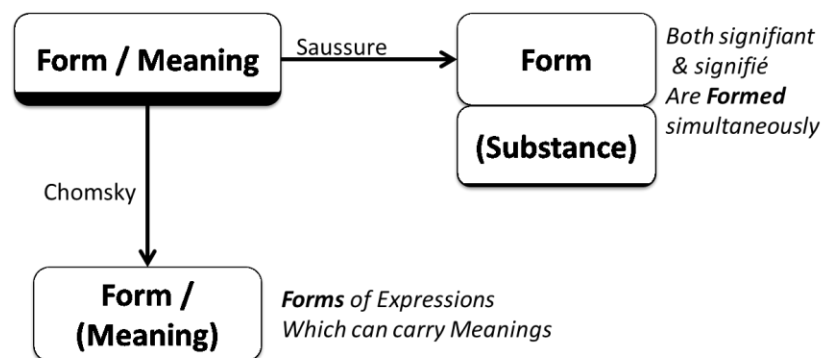 Form / Meaning
Saussure
Form
Both signifiant
& signifié
Are Formed
simultaneously
(Substance)
Chomsky
Form /
(Meaning)
Forms of Expressions
Which can carry Meanings